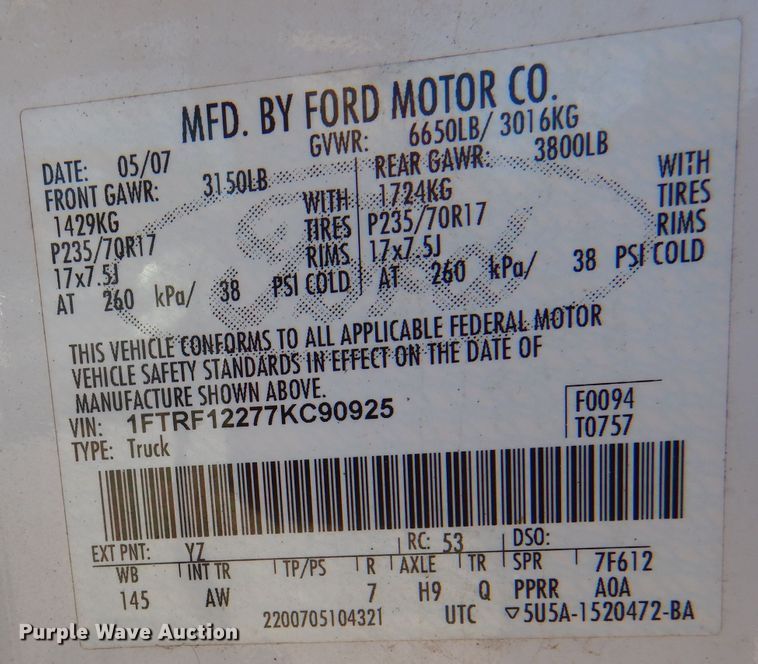 MFD. BY FORD MOTOR CO.
DATE: 05/07 GVWR: 6650LB/ 3016KG
FRONT GAWR: 3150LB REAR GAWR: 3800LB
1429KG WITH 1724KG WITH
P235/70R17 TIRES P235/70R17 TIRES
17x7.5J RIMS 17x7.5J RIMS
AT 260 kPa/ 38 PSI COLD AT 260 kPa/ 38 PSI COLD
Ford
THIS VEHICLE CONFORMS TO ALL APPLICABLE FEDERAL MOTOR
VEHICLE SAFETY STANDARDS IN EFFECT ON THE DATE OF
MANUFACTURE SHOWN ABOVE.
VIN: 1FTRF12277KC90925 F0094
TYPE: Truck T0757
EXT PNT: YZ RC: 53 DSO:
WB INT TR TP/PS R AXLE TR SPR 7F612
145 AW 7 H9 Q PPRR A0A
2200705104321 UTC ▽5U5A-1520472-BA
Purple Wave Auction